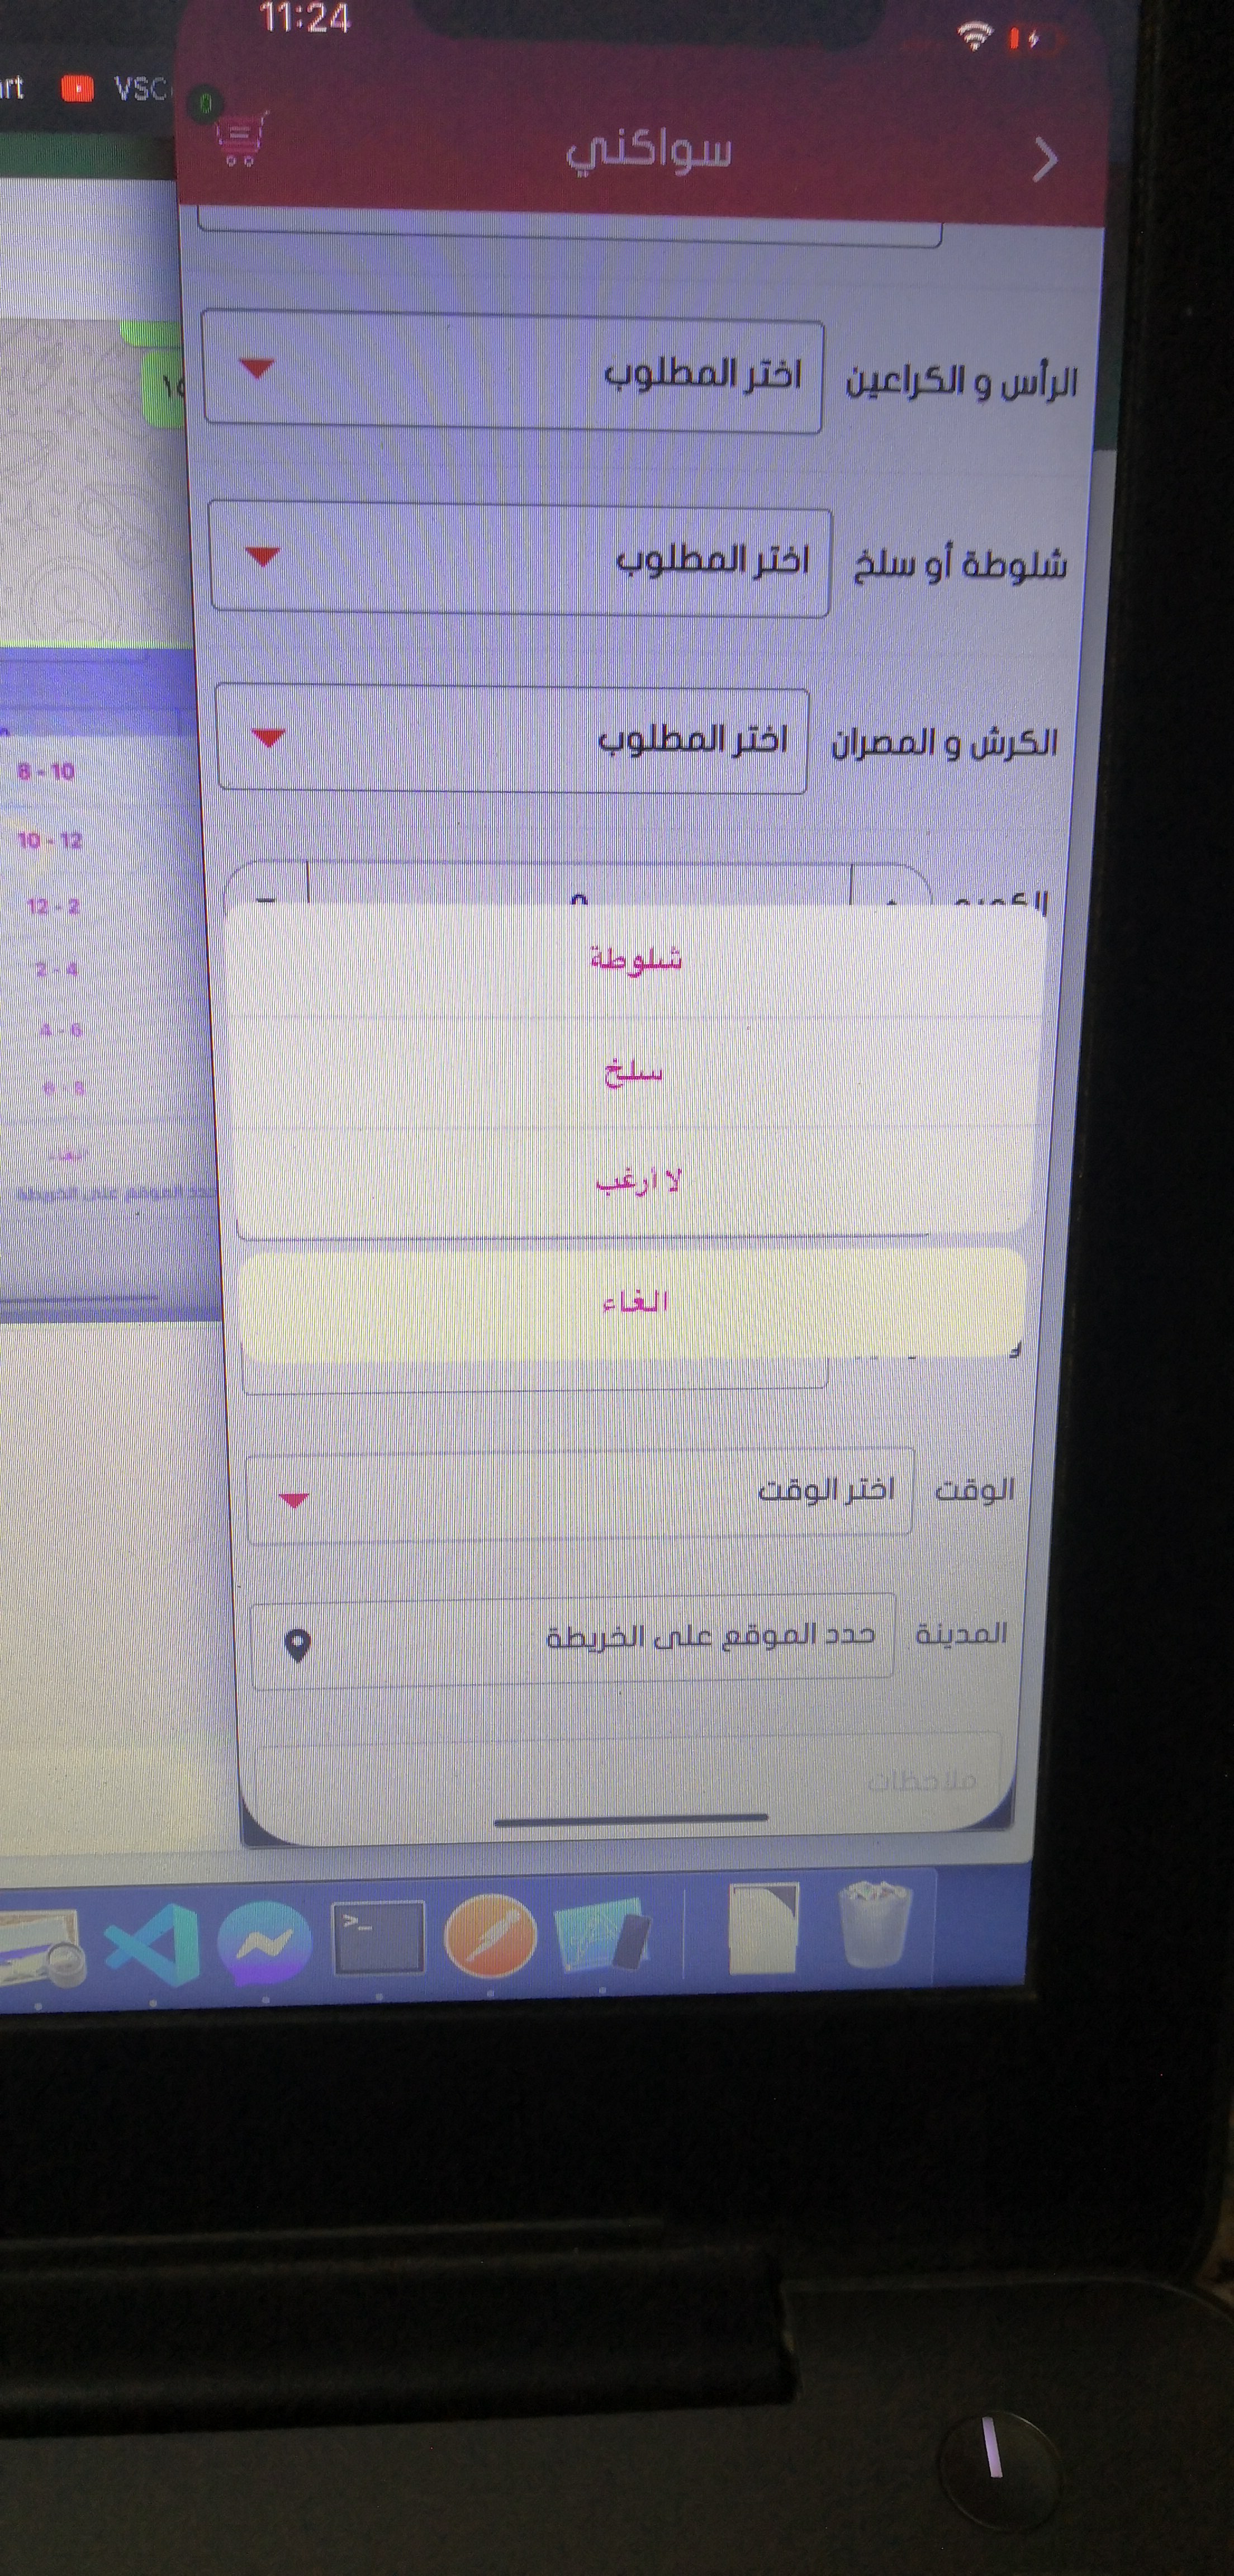 11:24
VSC
0
سواكني
الرأس و الكراعين
اختر المطلوب
شلوطة أو سلخ
اختر المطلوب
الكرش و المصران
اختر المطلوب
شلوطة
سلخ
لا أرغب
الغاء
الوقت
اختر الوقت
المدينة
حدد الموقع على الخريطة
ملاحظات
8 - 10
10 - 12
12 - 2
2 - 4
4 - 6
6 - 8
الغاء
حدد الموقع على الخريطة